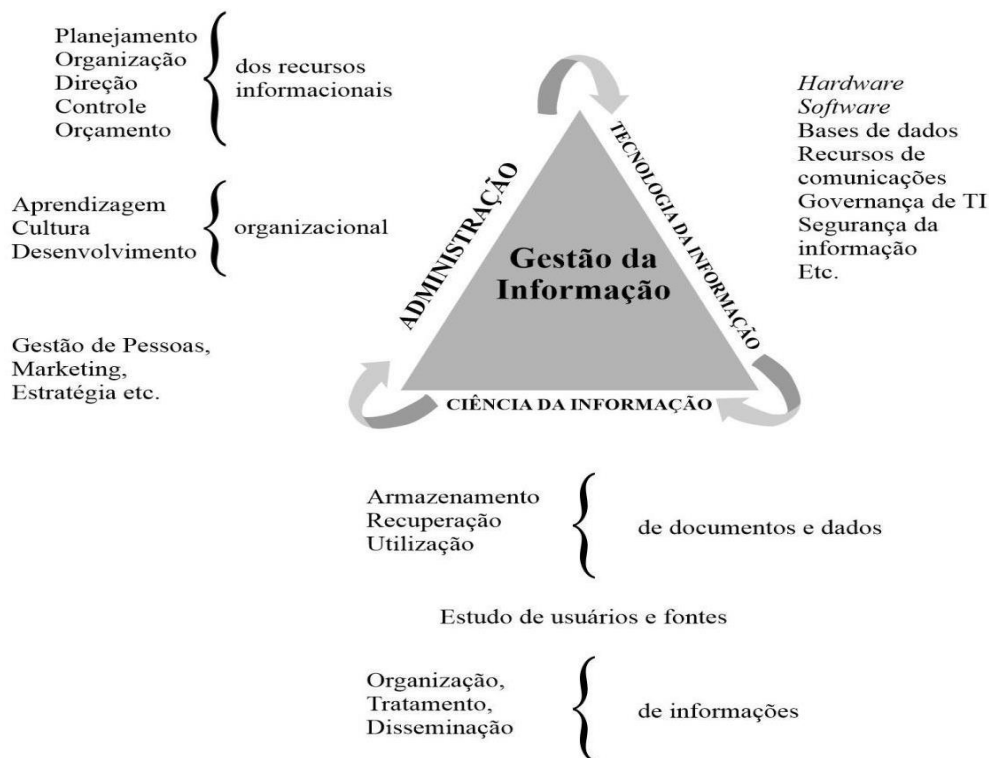 Planejamento
Organização
Direção
Controle
Orçamento
dos recursos
informacionais
Aprendizagem
Cultura
Desenvolvimento
organizacional
Gestão de Pessoas,
Marketing,
Estratégia etc.
ADMINISTRAÇÃO
TECNOLOGIA DA INFORMAÇÃO
Gestão da
Informação
CIÊNCIA DA INFORMAÇÃO
Hardware
Software
Bases de dados
Recursos de
comunicações
Governança de TI
Segurança da
informação
Etc.
Armazenamento
Recuperação
Utilização
de documentos e dados
Estudo de usuários e fontes
Organização,
Tratamento,
Disseminação
de informações